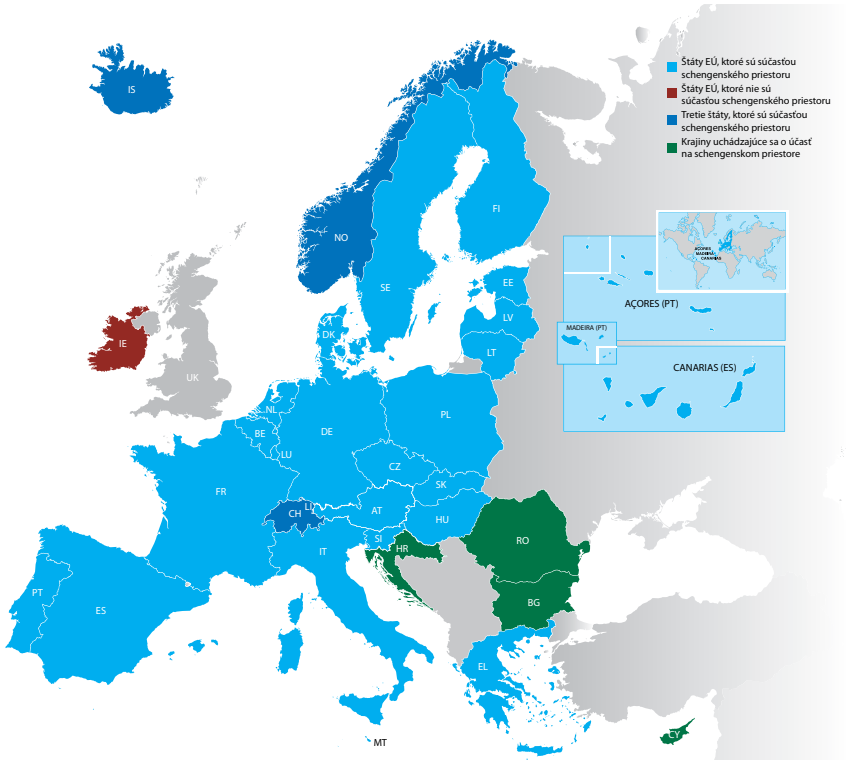 Štáty EÚ, ktoré sú súčasťou
schengenského priestoru
Štáty EÚ, ktoré nie sú
súčasťou schengenského priestoru
Tretie štáty, ktoré sú súčasťou
schengenského priestoru
Krajiny uchádzajúce sa o účasť
na schengenskom priestore
IS
NO
SE
FI
EE
LV
LT
DK
IE
UK
NL
BE
LU
DE
PL
CZ
SK
FR
CH
LI
AT
HU
SI
HR
IT
RO
BG
PT
ES
EL
MT
CY
AÇORES
MADEIRA
CANARIAS
AÇORES (PT)
MADEIRA (PT)
CANARIAS (ES)